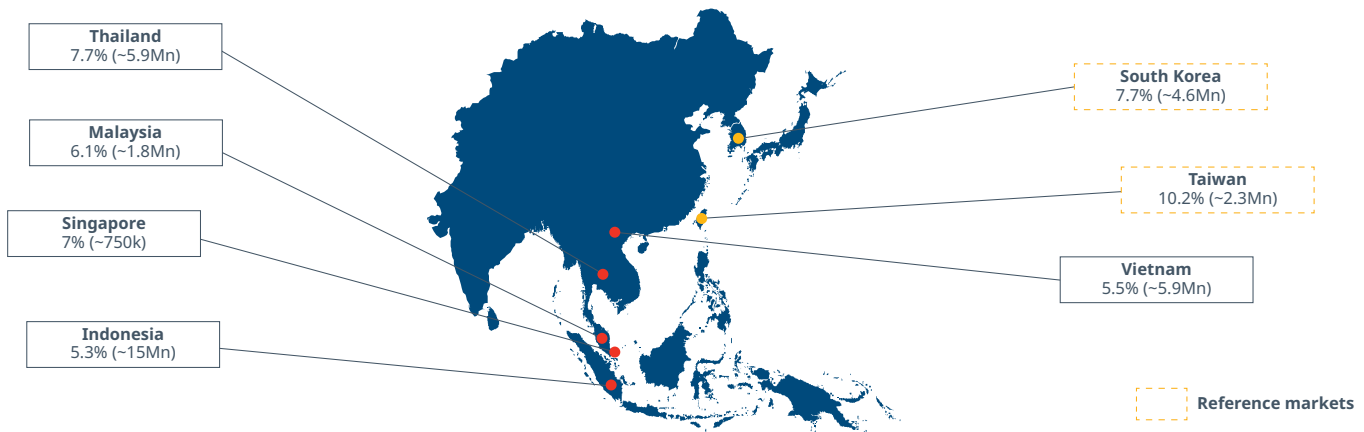 Thailand
7.7% (~5.9Mn)
Malaysia
6.1% (~1.8Mn)
Singapore
7% (~750k)
Indonesia
5.3% (~15Mn)
South Korea
7.7% (~4.6Mn)
Taiwan
10.2% (~2.3Mn)
Vietnam
5.5% (~5.9Mn)
Reference markets